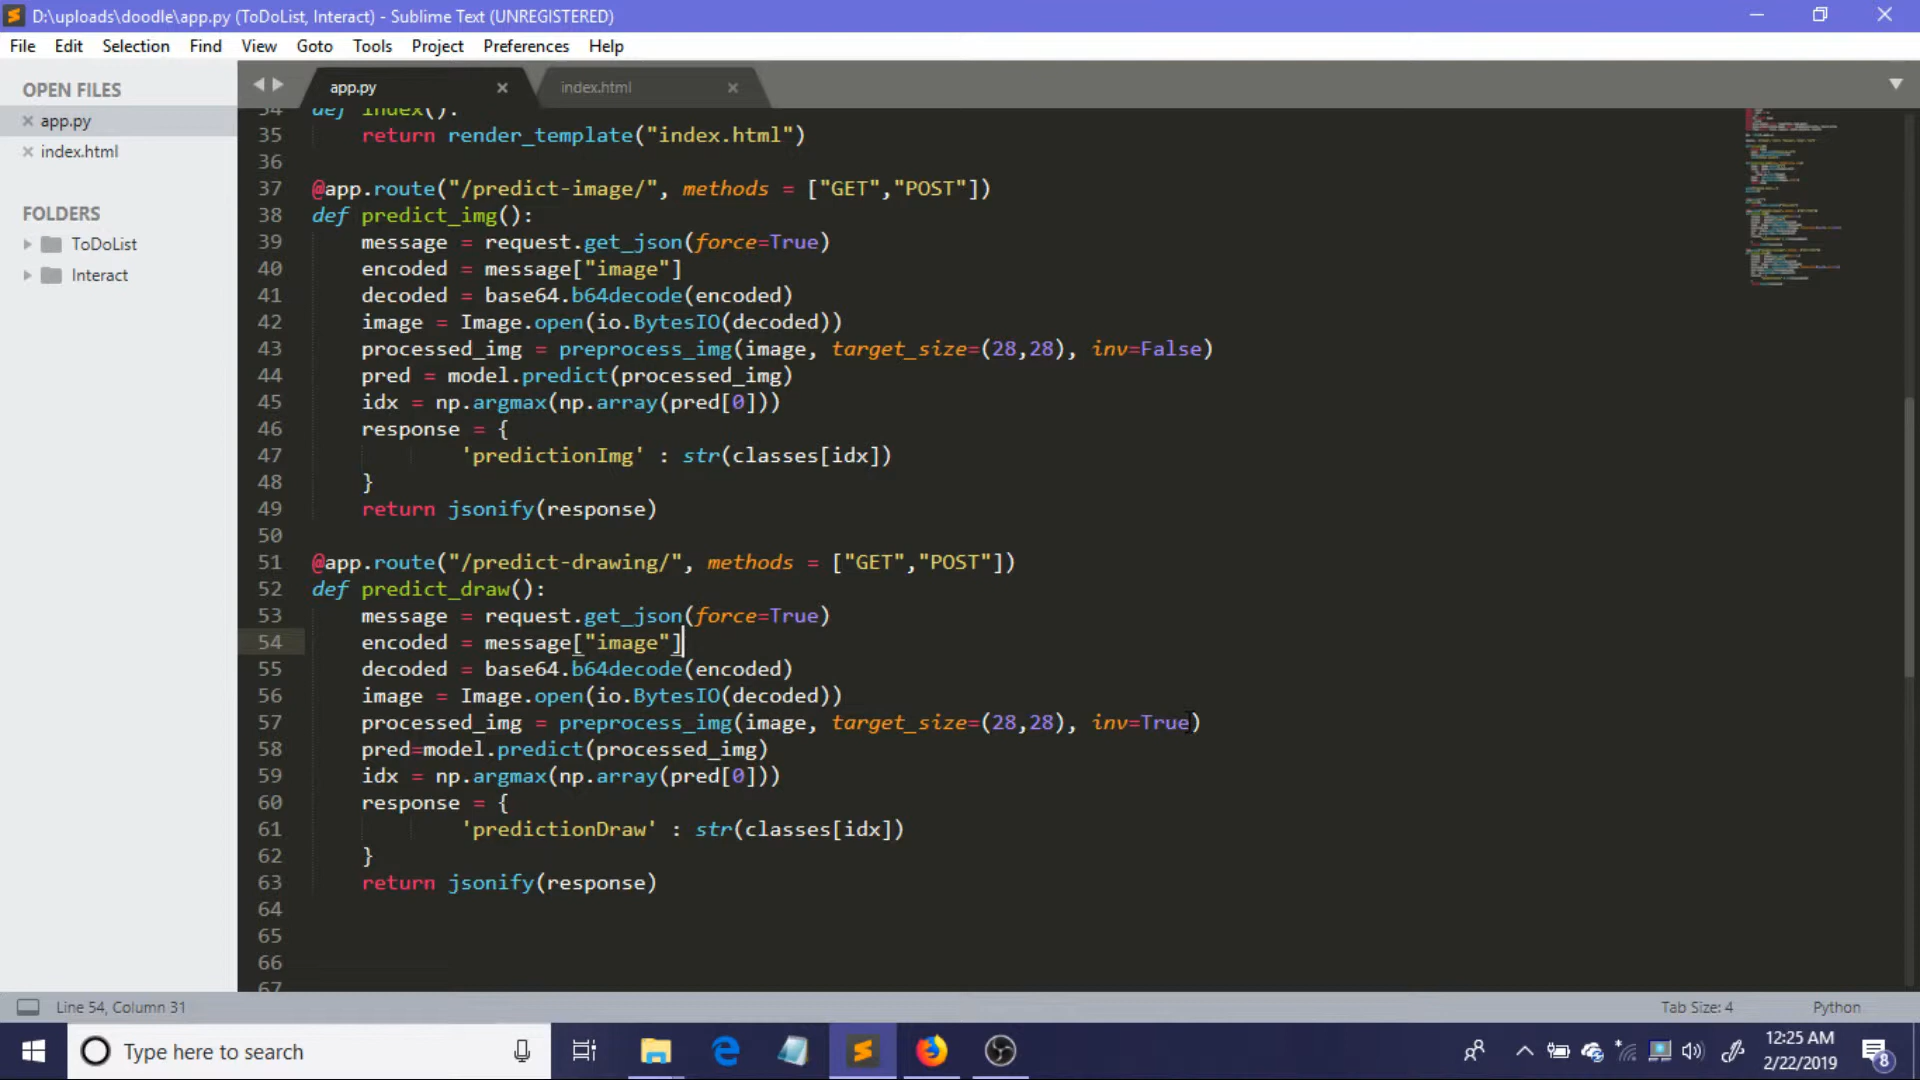 D:\uploads\doodle\app.py (ToDoList, Interact) - Sublime Text (UNREGISTERED)
File Edit Selection Find View Goto Tools Project Preferences Help
OPEN FILES
app.py
index.html
FOLDERS
ToDoList
Interact
app.py index.html
34 def index():
35 return render_template("index.html")
36
37 @app.route("/predict-image/", methods = ["GET","POST"])
38 def predict_img():
39 message = request.get_json(force=True)
40 encoded = message["image"]
41 decoded = base64.b64decode(encoded)
42 image = Image.open(io.BytesIO(decoded))
43 processed_img = preprocess_img(image, target_size=(28,28), inv=False)
44 pred = model.predict(processed_img)
45 idx = np.argmax(np.array(pred[0]))
46 response = {
47 'predictionImg' : str(classes[idx])
48 }
49 return jsonify(response)
50
51 @app.route("/predict-drawing/", methods = ["GET","POST"])
52 def predict_draw():
53 message = request.get_json(force=True)
54 encoded = message["image"]
55 decoded = base64.b64decode(encoded)
56 image = Image.open(io.BytesIO(decoded))
57 processed_img = preprocess_img(image, target_size=(28,28), inv=True)
58 pred=model.predict(processed_img)
59 idx = np.argmax(np.array(pred[0]))
60 response = {
61 'predictionDraw' : str(classes[idx])
62 }
63 return jsonify(response)
64
65
66
67
Line 54, Column 31 Tab Size: 4 Python
Type here to search
12:25 AM
2/22/2019
8